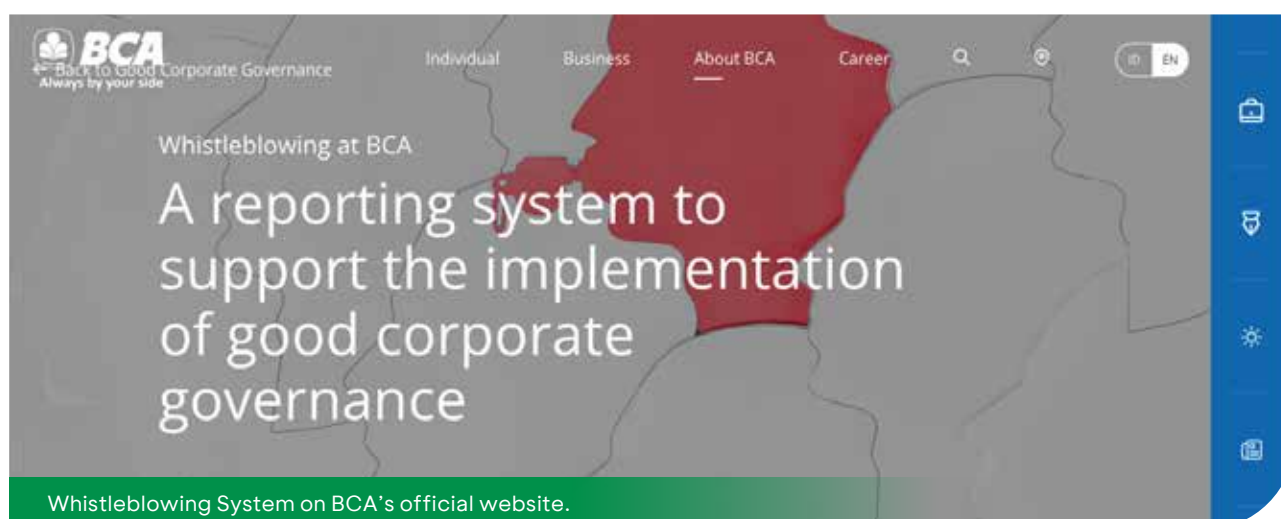 BCA
Always by your side
← Back to Good Corporate Governance
Individual
Business
About BCA
Career
ID
EN
Whistleblowing at BCA
A reporting system to
support the implementation
of good corporate
governance
Whistleblowing System on BCA’s official website.